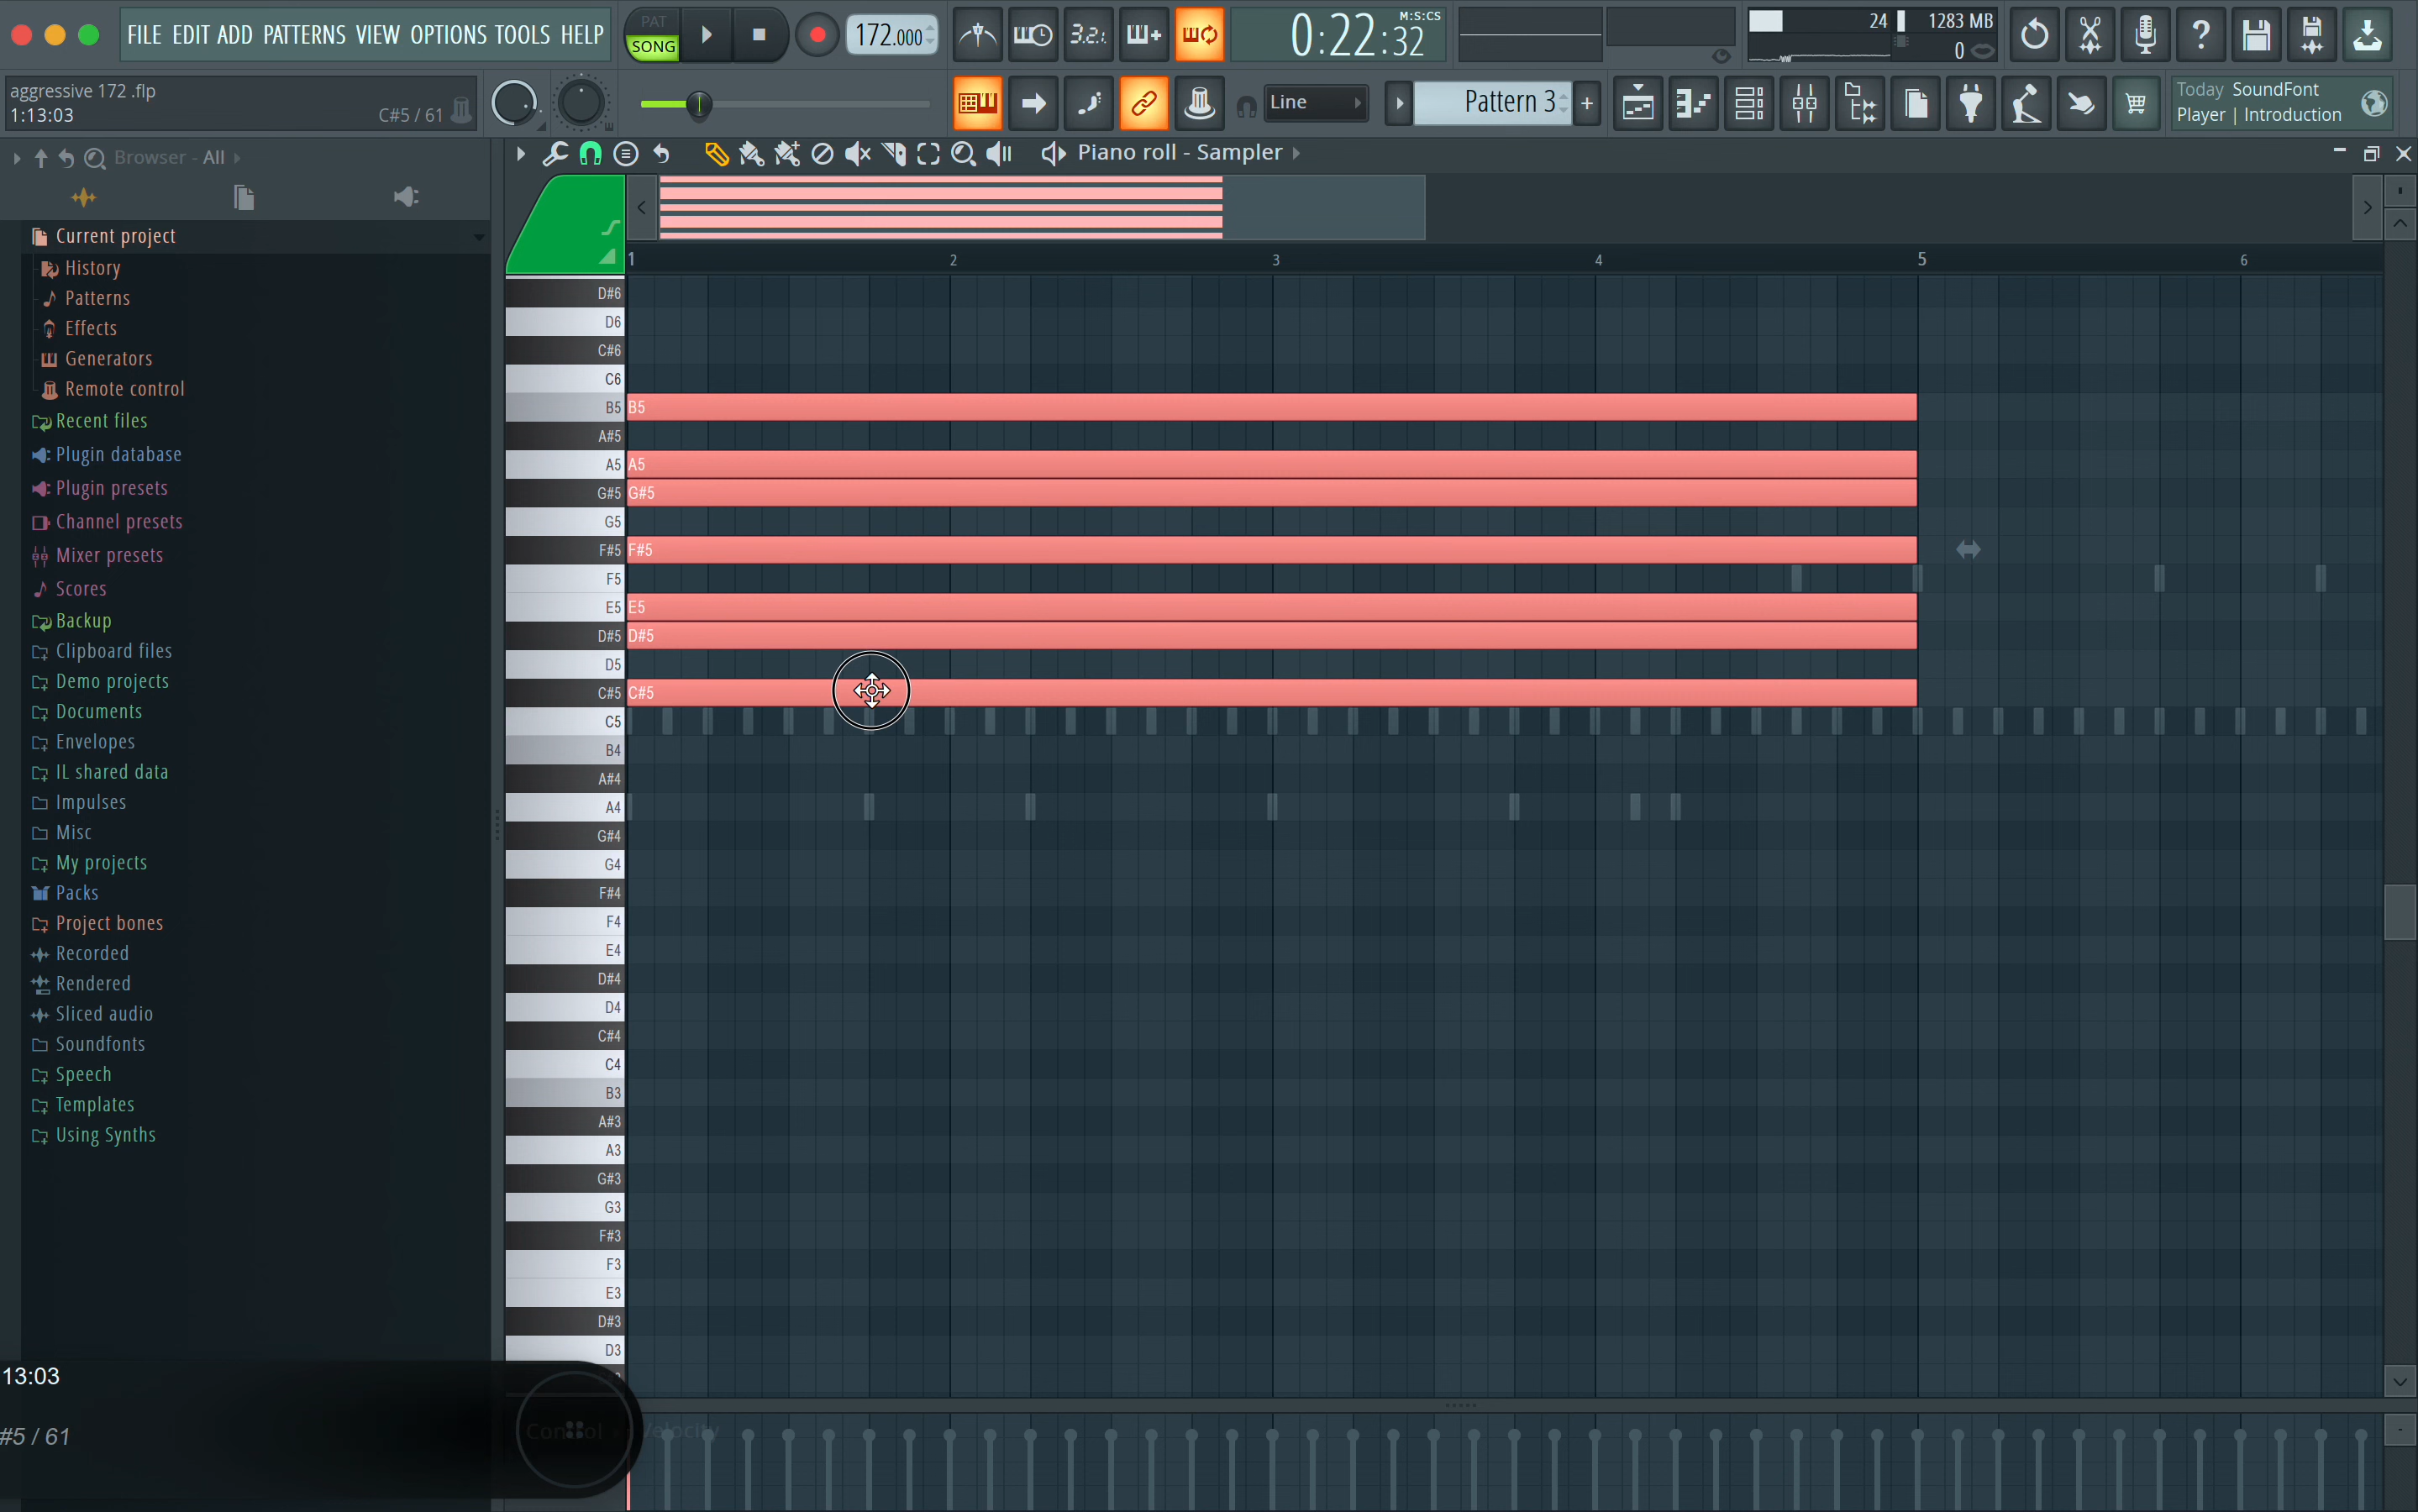 FILE EDIT ADD PATTERNS VIEW OPTIONS TOOLS HELP
PAT
SONG
172.000
3.2.1
0:22:32
M:S:CS
24
1283 MB
0
aggressive 172 .flp
1:13:03
C#5 / 61
Line
Pattern 3
Today SoundFont
Player | Introduction
Browser - All
Piano roll - Sampler
Current project
History
Patterns
Effects
Generators
Remote control
Recent files
Plugin database
Plugin presets
Channel presets
Mixer presets
Scores
Backup
Clipboard files
Demo projects
Documents
Envelopes
IL shared data
Impulses
Misc
My projects
Packs
Project bones
Recorded
Rendered
Sliced audio
Soundfonts
Speech
Templates
Using Synths
1 2 3 4 5 6
D#6
D6
C#6
C6
B5 B5
A#5
A5 A5
G#5 G#5
G5
F#5 F#5
F5
E5 E5
D#5 D#5
D5
C#5 C#5
C5
B4
A#4
A4
G#4
G4
F#4
F4
E4
D#4
D4
C#4
C4
B3
A#3
A3
G#3
G3
F#3
F3
E3
D#3
D3
13:03
#5 / 61
Velocity